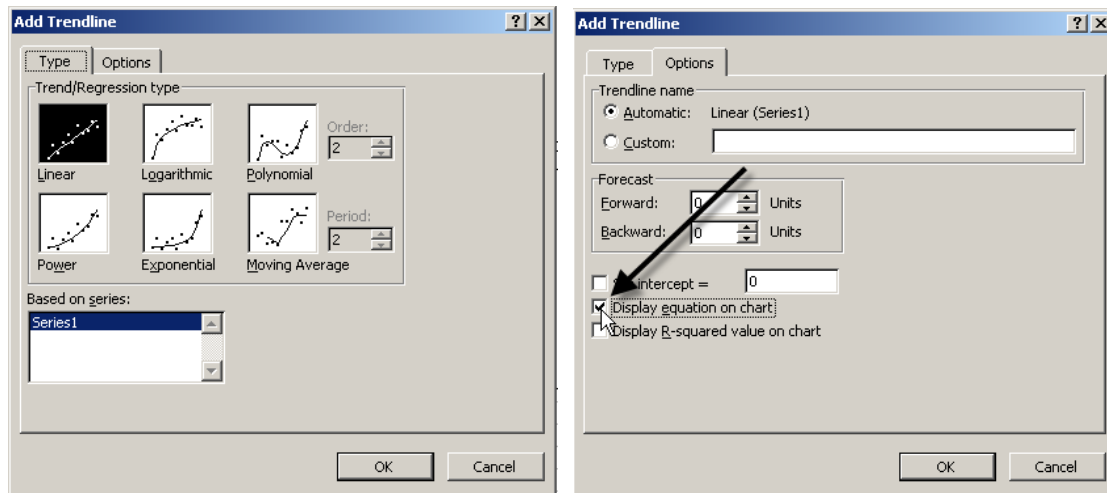 Add Trendline
Type Options
Trend/Regression type
Order:
2
Linear Logarithmic Polynomial
Period:
2
Power Exponential Moving Average
Based on series:
Series1
OK Cancel
Add Trendline
Type Options
Trendline name
Automatic: Linear (Series1)
Custom:
Forecast
Forward: 0 Units
Backward: 0 Units
intercept = 0
Display equation on chart
Display R-squared value on chart
OK Cancel